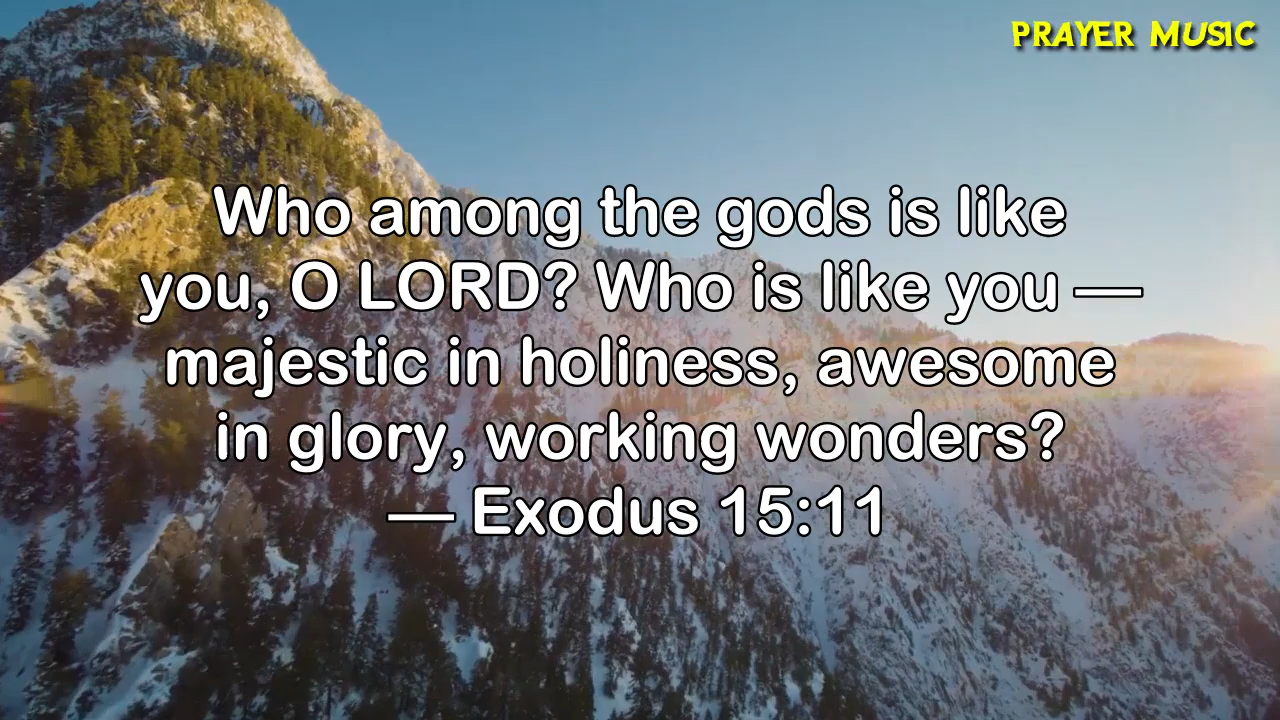 PRAYER MUSIC
Who among the gods is like
you, O LORD? Who is like you —
majestic in holiness, awesome
in glory, working wonders?
— Exodus 15:11